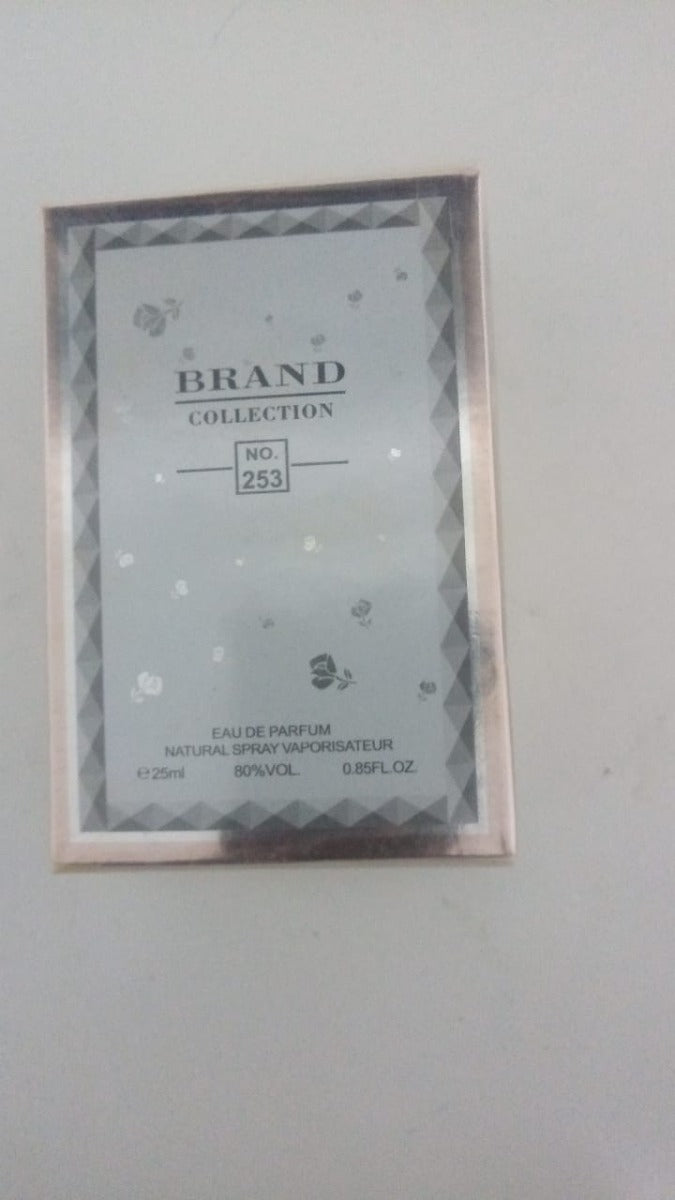 BRAND
COLLECTION
NO.
253
EAU DE PARFUM
NATURAL SPRAY VAPORISATEUR
℮25ml 80%VOL. 0.85FL.OZ.